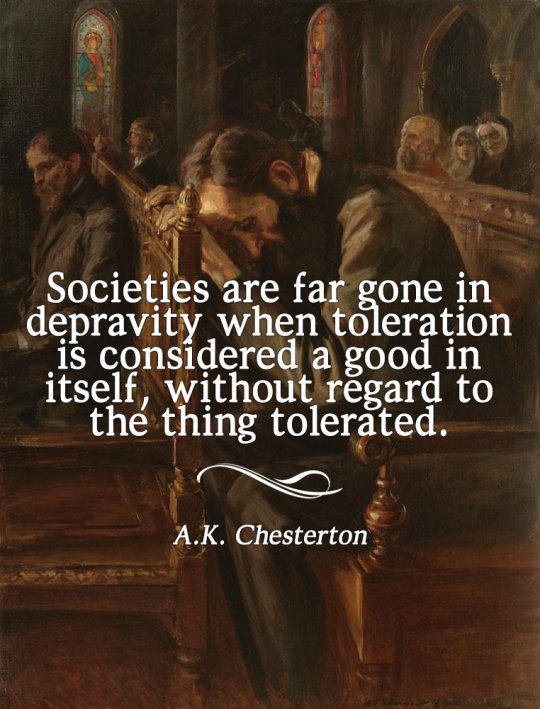 Societies are far gone in
depravity when toleration
is considered a good in
itself, without regard to
the thing tolerated.
A.K. Chesterton